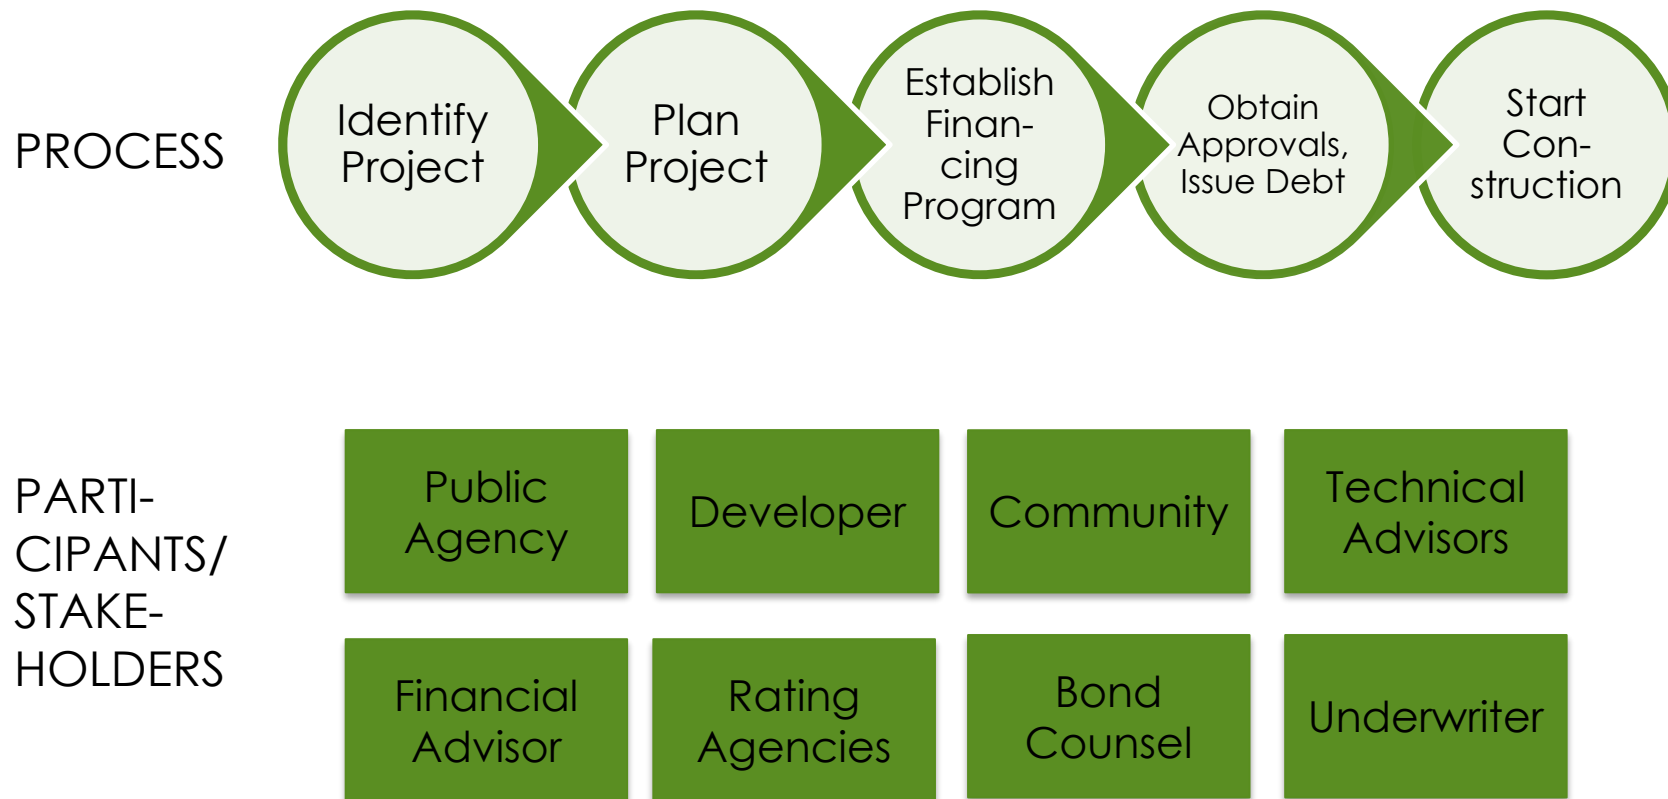 PROCESS
Identify
Project
Plan
Project
Establish
Finan-
cing
Program
Obtain
Approvals,
Issue Debt
Start
Con-
struction
PARTI-
CIPANTS/
STAKE-
HOLDERS
Public
Agency
Developer
Community
Technical
Advisors
Financial
Advisor
Rating
Agencies
Bond
Counsel
Underwriter